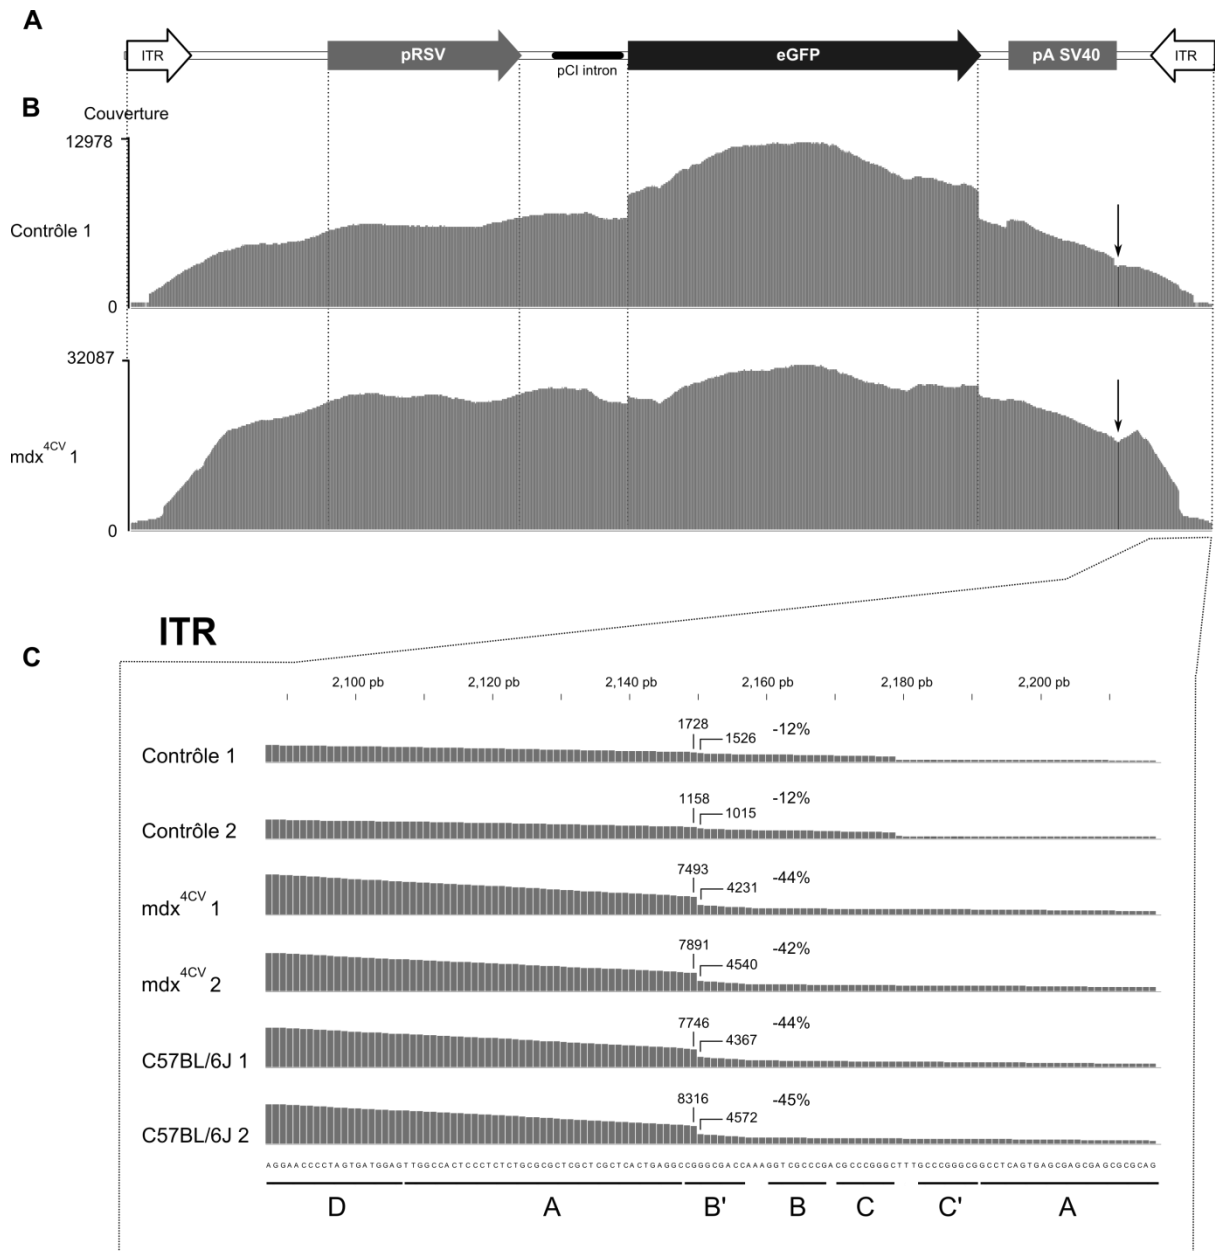 A
ITR
pRSV
pCI intron
eGFP
pA SV40
ITR
B
Couverture
12978
Contrôle 1
0
32087
mdx4CV 1
0
ITR
C
2,100 pb 2,120 pb 2,140 pb 2,160 pb 2,180 pb 2,200 pb
Contrôle 1 1728 1526 -12%
Contrôle 2 1158 1015 -12%
mdx4CV 1 7493 4231 -44%
mdx4CV 2 7891 4540 -42%
C57BL/6J 1 7746 4367 -44%
C57BL/6J 2 8316 4572 -45%
AGGAACCCCTAGTGATGGAGTTGGCCACTCCCTCTCTGCGCGCTCGCTCGCTCACTGAGGCCGGGCGACCAAAGGTCGCCCGACGCCCGGGCTTTGCCCGGGCGGCCTCAGTGAGCGAGCGAGCGCGCAG
D A B' B C C' A